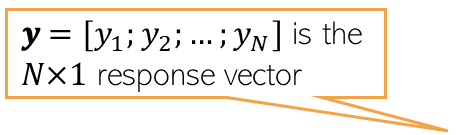 y = [y₁; y₂; … ; y_N] is the
N×1 response vector